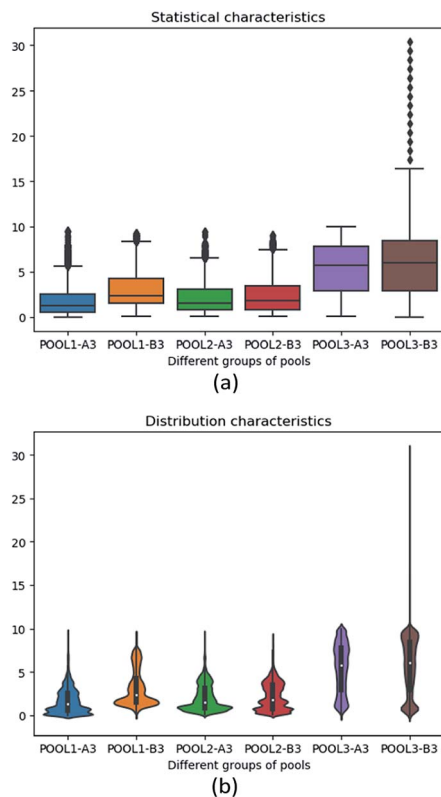 Statistical characteristics
30
25
20
15
10
5
0
POOL1-A3 POOL1-B3 POOL2-A3 POOL2-B3 POOL3-A3 POOL3-B3
Different groups of pools
(a)
Distribution characteristics
30
25
20
15
10
5
0
POOL1-A3 POOL1-B3 POOL2-A3 POOL2-B3 POOL3-A3 POOL3-B3
Different groups of pools
(b)